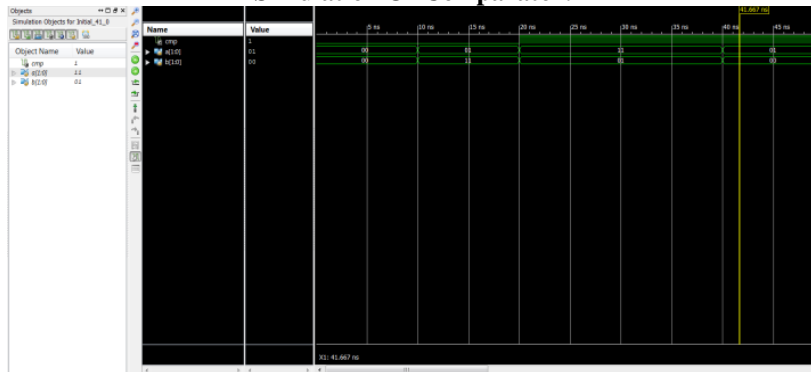 Simulation Of Comparator:
Objects
Simulation Objects for Initial_41_0
Object Name Value
cmp 1
a[1:0] 11
b[1:0] 01
Name Value
cmp 1
a[1:0] 01
b[1:0] 00
41.667 ns
5 ns 10 ns 15 ns 20 ns 25 ns 30 ns 35 ns 40 ns 45 ns
00 01 11 01
00 11 01 00
X1: 41.667 ns